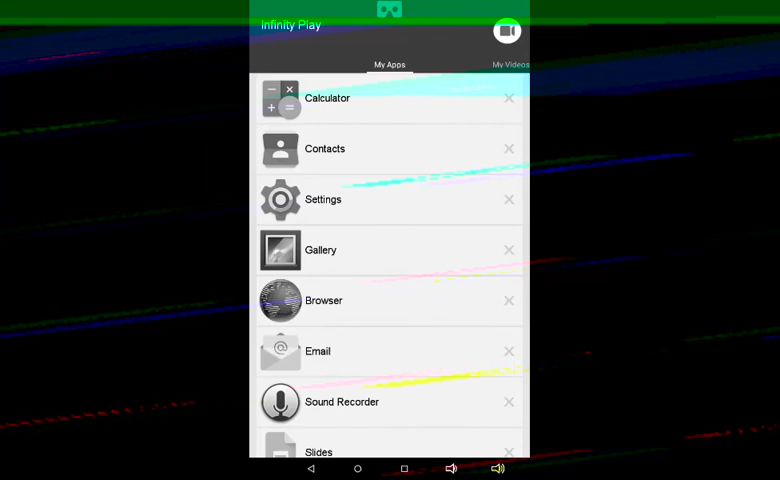 Infinity Play
My Apps
My Videos
Calculator
Contacts
Settings
Gallery
Browser
Email
Sound Recorder
Slides